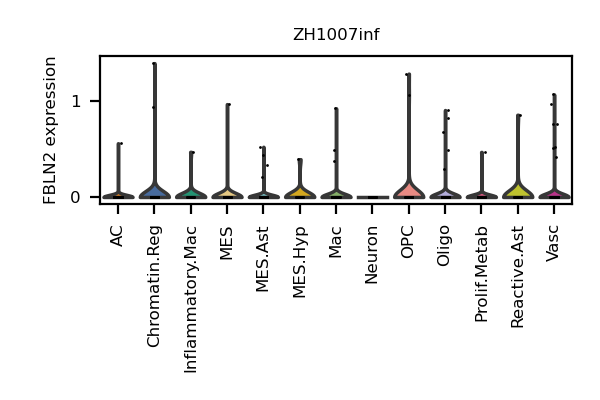 ZH1007inf
FBLN2 expression
1
0
AC
Chromatin.Reg
Inflammatory.Mac
MES
MES.Ast
MES.Hyp
Mac
Neuron
OPC
Oligo
Prolif.Metab
Reactive.Ast
Vasc